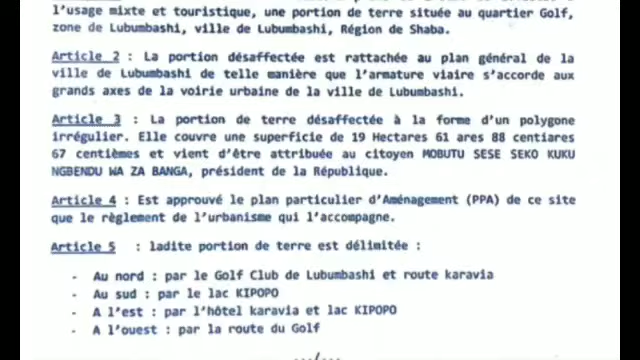 l'usage mixte et touristique, une portion de terre située au quartier Golf,
zone de Lubumbashi, ville de Lubumbashi, Région de Shaba.
Article 2 : La portion désaffectée est rattachée au plan général de la
ville de Lubumbashi de telle manière que l'armature viaire s'accorde aux
grands axes de la voirie urbaine de la ville de Lubumbashi.
Article 3 : La portion de terre désaffectée à la forme d'un polygone
irrégulier. Elle couvre une superficie de 19 Hectares 61 ares 88 centiares
67 centièmes et vient d'être attribuée au citoyen MOBUTU SESE SEKO KUKU
NGBENDU WA ZA BANGA, président de la République.
Article 4 : Est approuvé le plan particulier d'Aménagement (PPA) de ce site
que le règlement de l'urbanisme qui l'accompagne.
Article 5 : ladite portion de terre est délimitée :
- Au nord : par le Golf Club de Lubumbashi et route karavia
- Au sud : par le lac KIPOPO
- A l'est : par l'hôtel karavia et lac KIPOPO
- A l'ouest : par la route du Golf